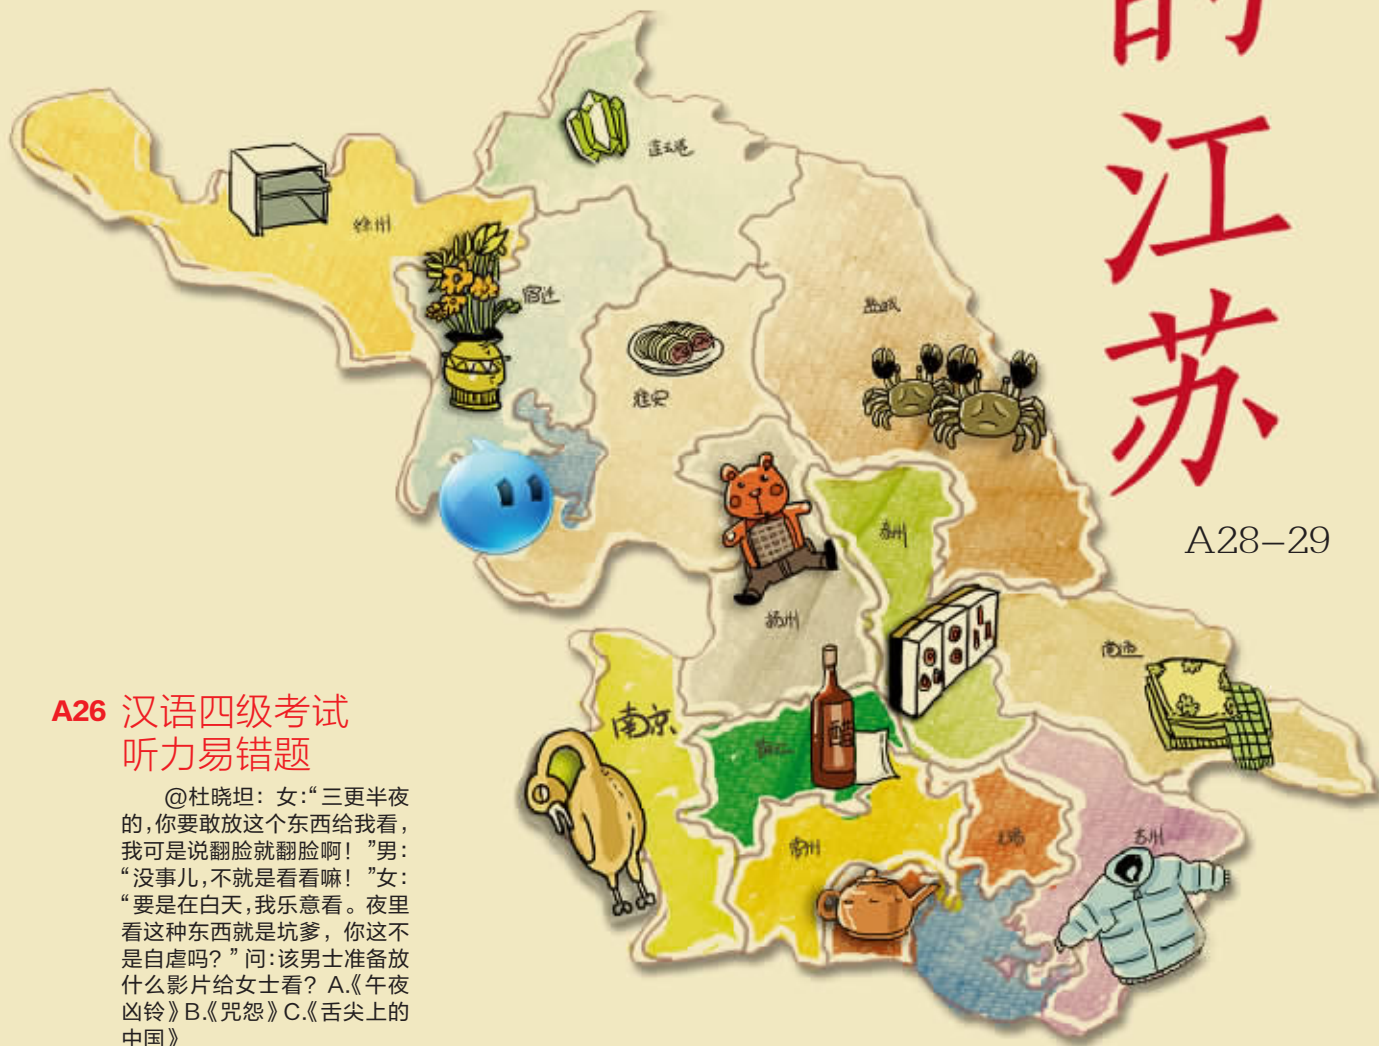 的
江
苏
A28–29
连云港
徐州
宿迁
盐城
淮安
泰州
扬州
南通
南京
镇江
醋
常州
无锡
苏州
A26 汉语四级考试
听力易错题
@杜晓坦：女:“三更半夜
的,你要敢放这个东西给我看，
我可是说翻脸就翻脸啊！”男：
“没事儿,不就是看看嘛！”女：
“要是在白天,我乐意看。夜里
看这种东西就是坑爹，你这不
是自虐吗？”问:该男士准备放
什么影片给女士看？A.《午夜
凶铃》B.《咒怨》C.《舌尖上的
中国》